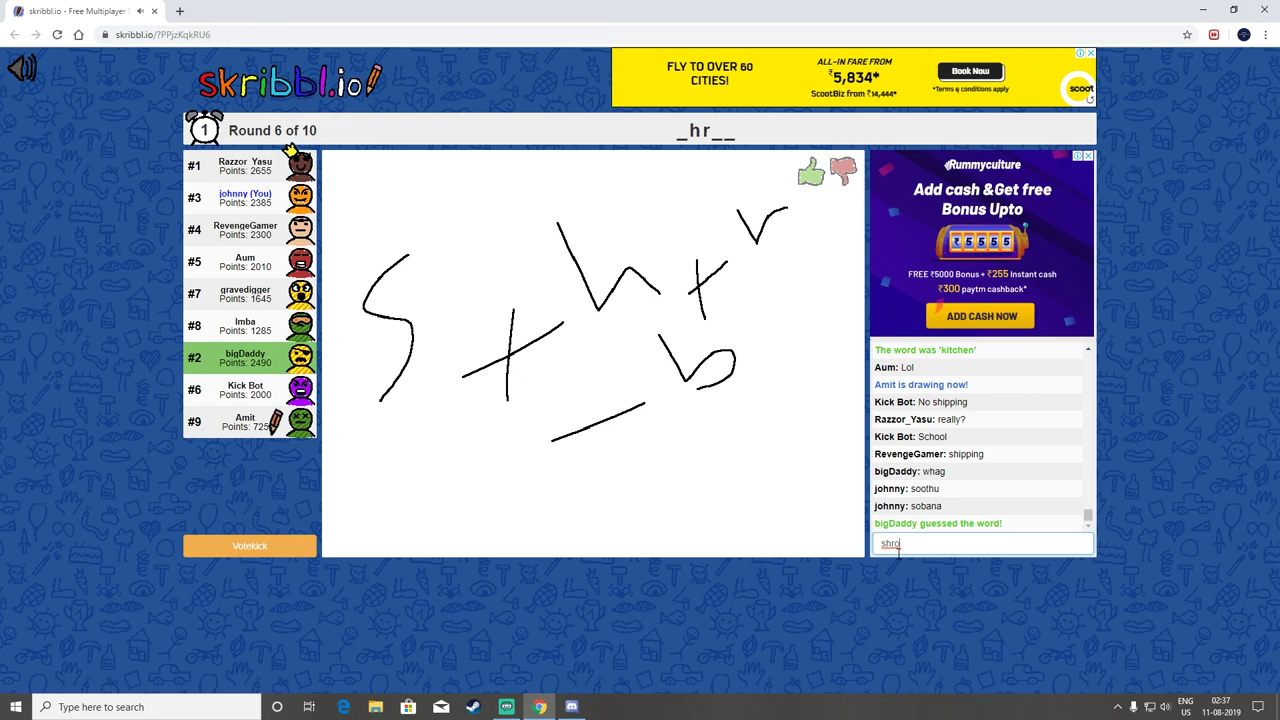 skribbl.io - Free Multiplayer
skribbl.io/?PPjzKqkRU6
skribbl.io
FLY TO OVER 60
CITIES!
ALL-IN FARE FROM
₹5,834*
ScootBiz from ₹14,444*
Book Now
*Terms & conditions apply
scoot
1
Round 6 of 10
_hr__
#1
Razzor_Yasu
Points: 2655
#3
johnny (You)
Points: 2385
#4
RevengeGamer
Points: 2300
#5
Aum
Points: 2010
#7
gravedigger
Points: 1645
#8
Imba
Points: 1285
#2
bigDaddy
Points: 2490
#6
Kick Bot
Points: 2000
#9
Amit
Points: 725
Votekick
Rummyculture
Add cash &Get free
Bonus Upto
₹ 5 5 5 5
FREE ₹5000 Bonus + ₹255 Instant cash
₹300 paytm cashback*
ADD CASH NOW
The word was 'kitchen'
Aum: Lol
Amit is drawing now!
Kick Bot: No shipping
Razzor_Yasu: really?
Kick Bot: School
RevengeGamer: shipping
bigDaddy: whag
johnny: soothu
johnny: sobana
bigDaddy guessed the word!
shro
Type here to search
ENG
US
02:37
11-08-2019